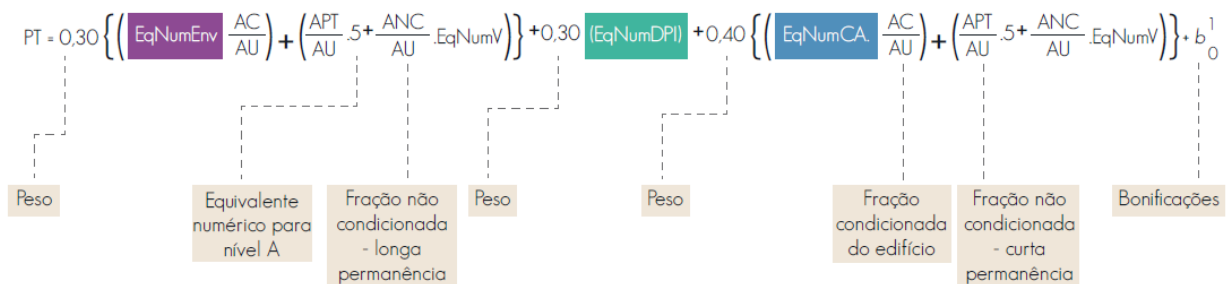 PT = 0,30 {((EqNumEnv AC/AU) + (APT/AU .5+ ANC/AU .EqNumV)} +0,30 (EqNumDPI) +0,40 {((EqNumCA. AC/AU) + (APT/AU .5+ ANC/AU .EqNumV)} + b 1 0
Peso
Equivalente
numérico para
nível A
Fração não
condicionada
- longa
permanência
Peso
Peso
Fração
condicionada
do edifício
Fração não
condicionada
- curta
permanência
Bonificações